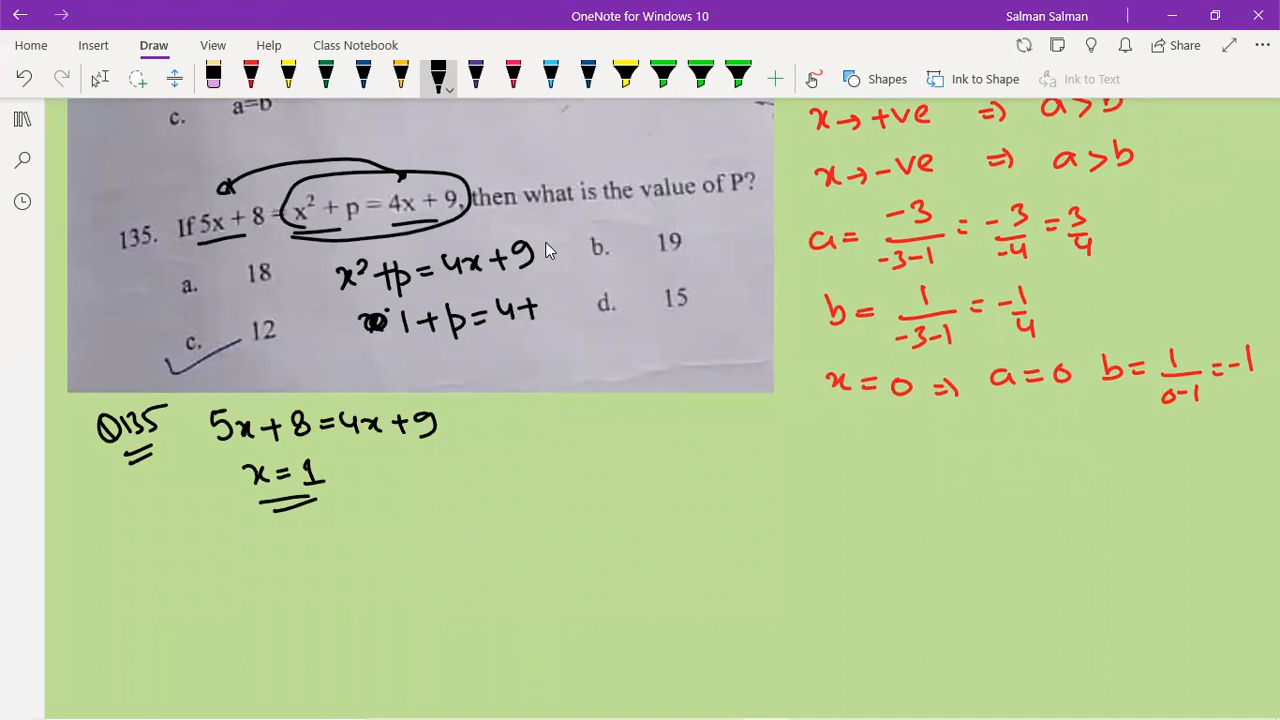 OneNote for Windows 10
Salman Salman
Home Insert Draw View Help Class Notebook
Share
Shapes
Ink to Shape
Ink to Text
c. a=b
135. If 5x + 8 = x² + p = 4x + 9, then what is the value of P?
a. 18
b. 19
c. 12
d. 15
x² + p = 4x + 9
1 + p = 4 +
Q135 5x + 8 = 4x + 9
x = 1
x → +ve ⇒ a > b
x → -ve ⇒ a > b
a = -3/-3-1 = -3/-4 = 3/4
b = 1/-3-1 = -1/4
x = 0 ⇒ a = 0 b = 1/0-1 = -1